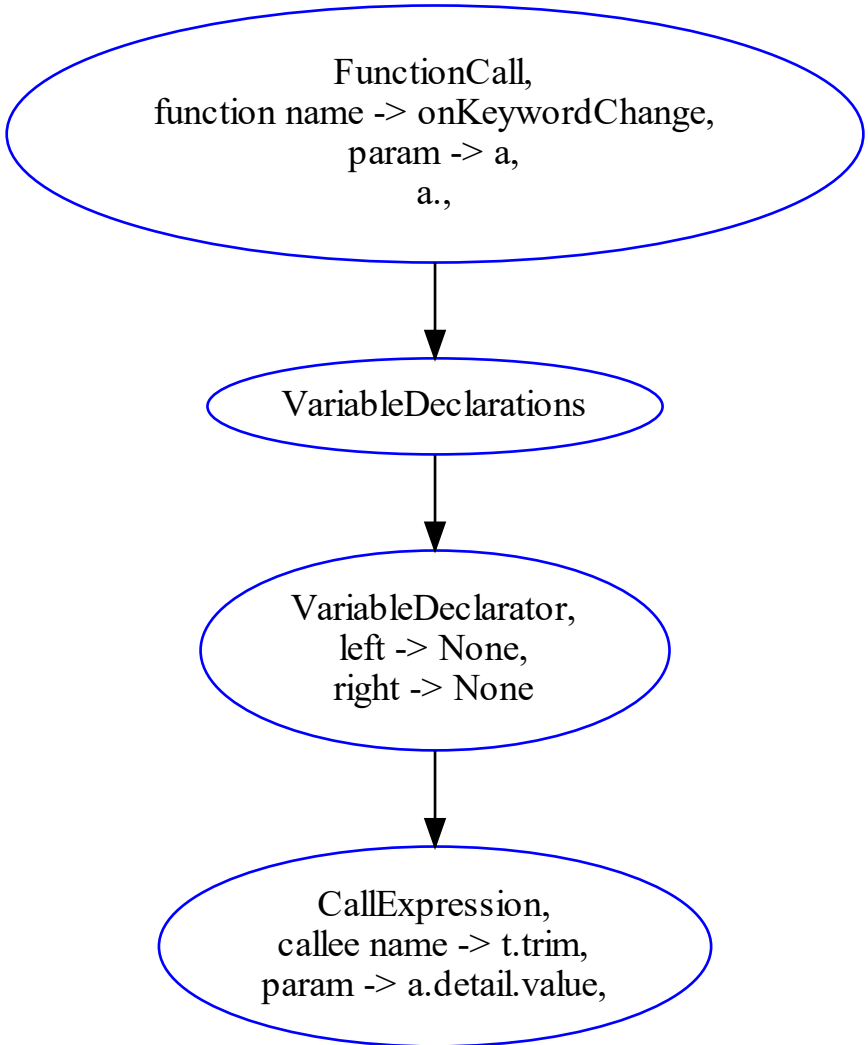 FunctionCall,
function name -> onKeywordChange,
param -> a,
a.,
VariableDeclarations
VariableDeclarator,
left -> None,
right -> None
CallExpression,
callee name -> t.trim,
param -> a.detail.value,